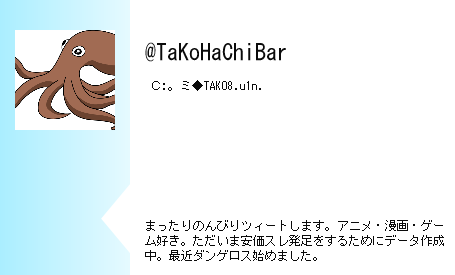 @TaKoHaChiBar
C:。ミ◆TAKO8.u1n.
まったりのんびりツィートします。アニメ・漫画・ゲー
ム好き。ただいま安価スレ発足をするためにデータ作成
中。最近ダンゲロス始めました。